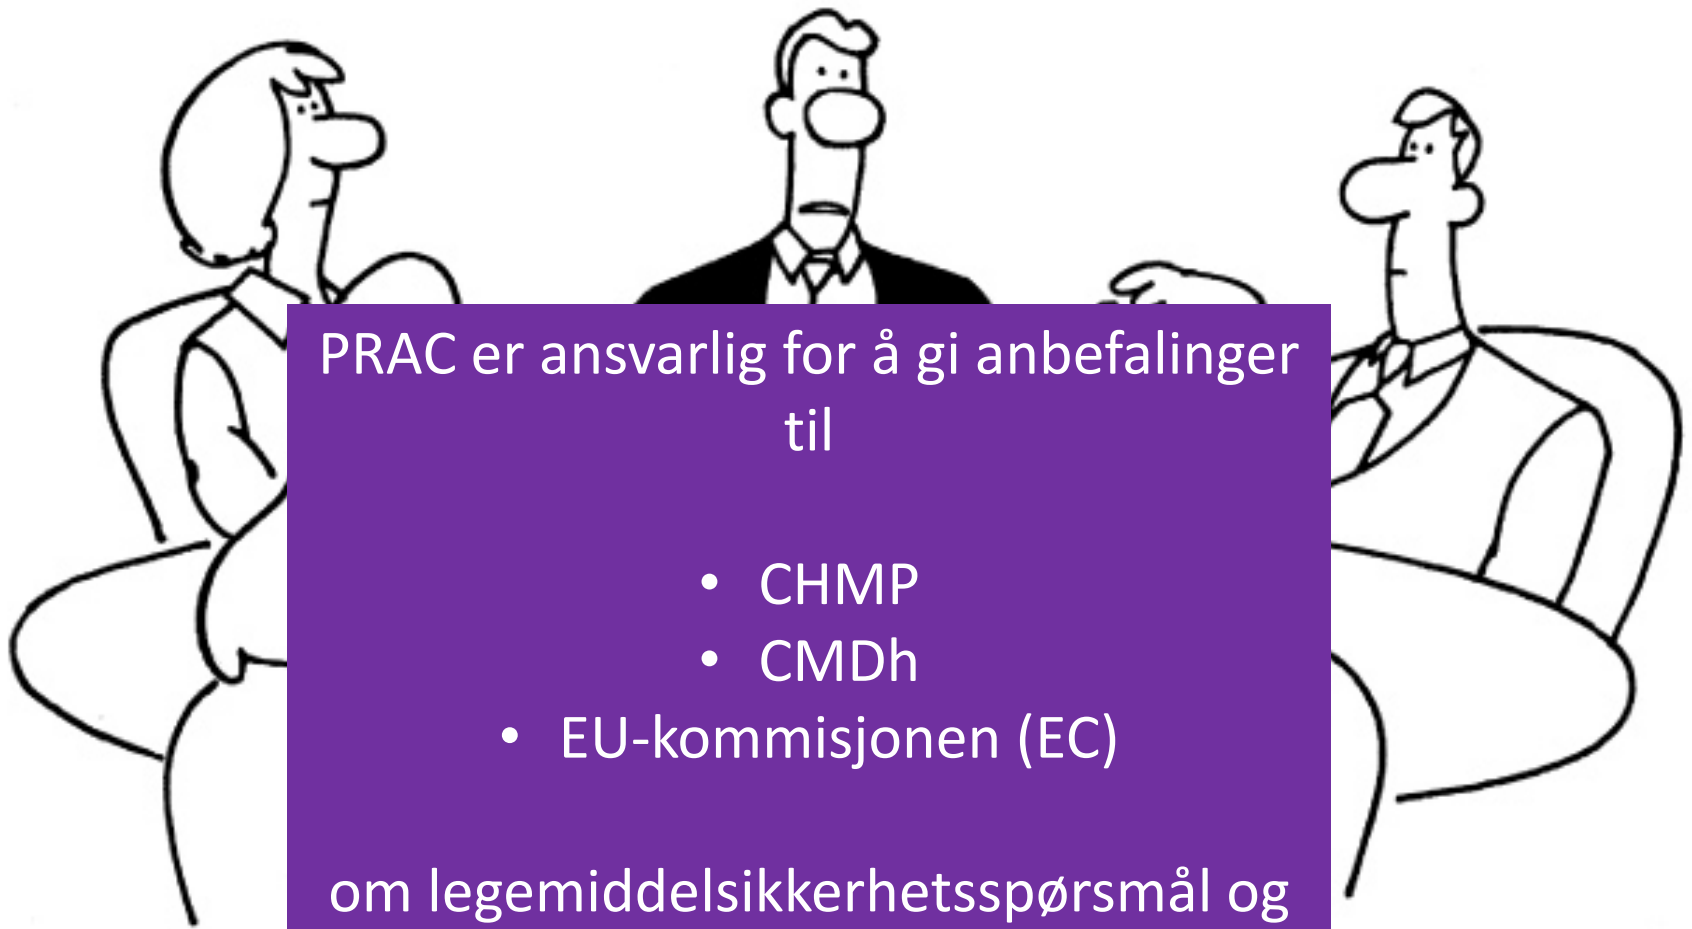 PRAC er ansvarlig for å gi anbefalinger
til
• CHMP
• CMDh
• EU-kommisjonen (EC)
om legemiddelsikkerhetsspørsmål og